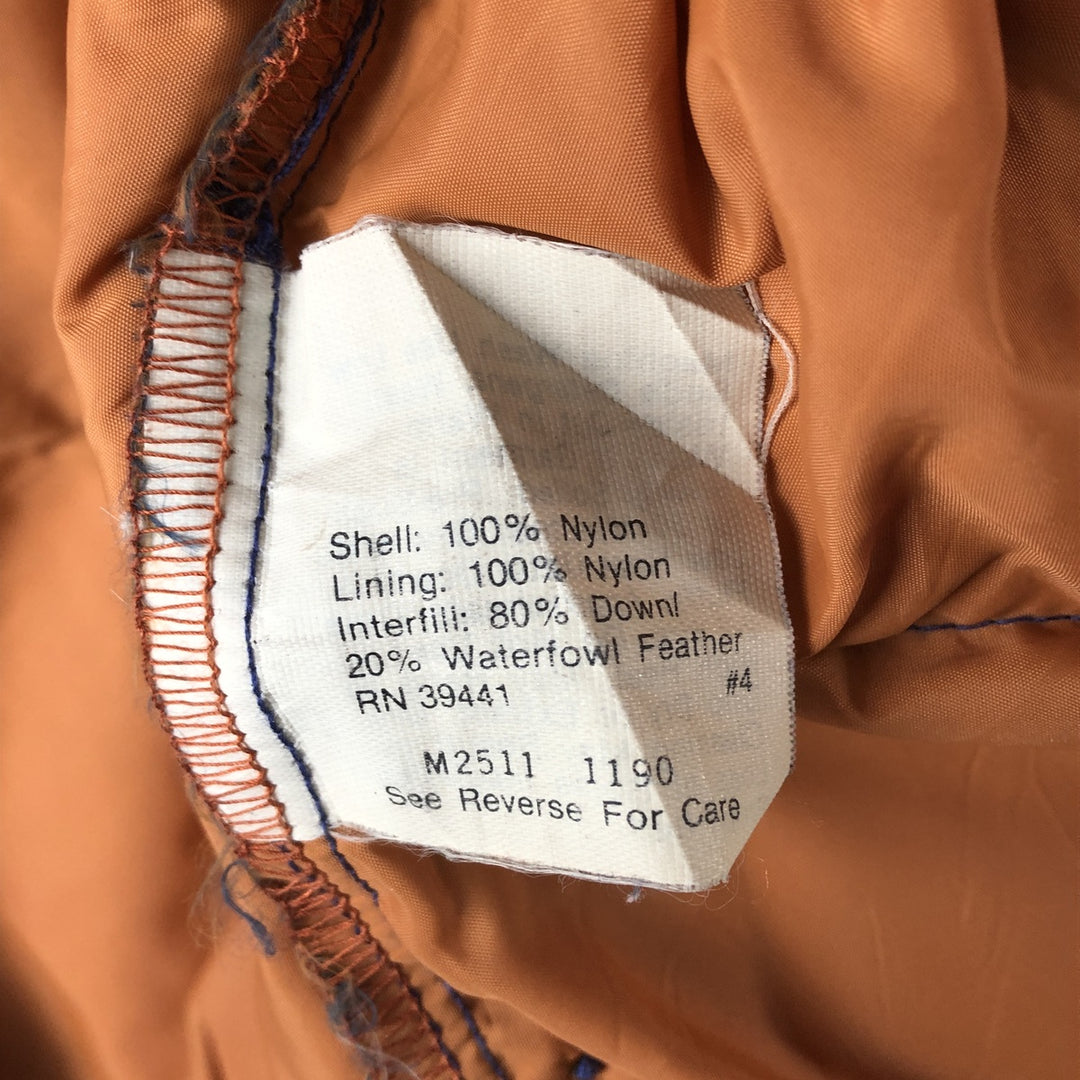 Shell: 100% Nylon
Lining: 100% Nylon
Interfill: 80% Down/
20% Waterfowl Feather
RN 39441 #4
M2511 1190
See Reverse For Care